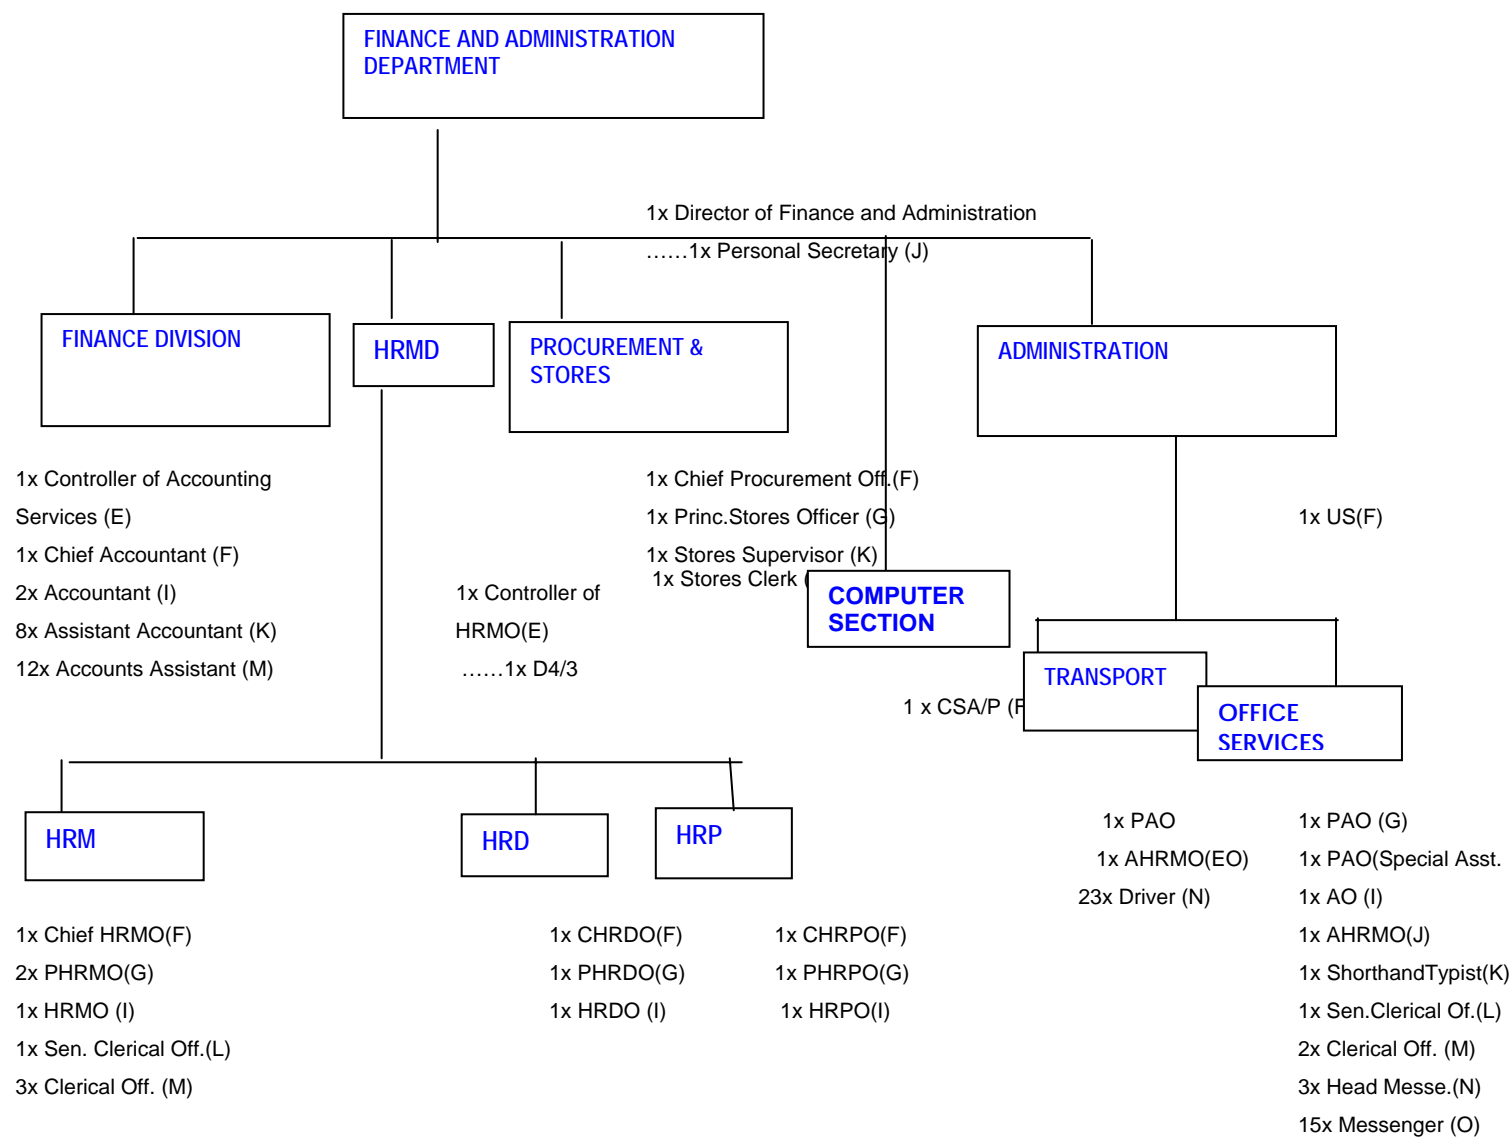 FINANCE AND ADMINISTRATION
DEPARTMENT
1x Director of Finance and Administration
……1x Personal Secretary (J)
FINANCE DIVISION
HRMD
PROCUREMENT &
STORES
ADMINISTRATION
1x Controller of Accounting
Services (E)
1x Chief Accountant (F)
2x Accountant (I)
8x Assistant Accountant (K)
12x Accounts Assistant (M)
1x Controller of
HRMO(E)
……1x D4/3
1x Chief Procurement Off.(F)
1x Princ.Stores Officer (G)
1x Stores Supervisor (K)
1x Stores Clerk (
COMPUTER
SECTION
1 x CSA/P (F
1x US(F)
TRANSPORT
OFFICE
SERVICES
HRM
HRD
HRP
1x PAO
1x AHRMO(EO)
23x Driver (N)
1x PAO (G)
1x PAO(Special Asst.
1x AO (I)
1x AHRMO(J)
1x ShorthandTypist(K)
1x Sen.Clerical Of.(L)
2x Clerical Off. (M)
3x Head Messe.(N)
15x Messenger (O)
1x Chief HRMO(F)
2x PHRMO(G)
1x HRMO (I)
1x Sen. Clerical Off.(L)
3x Clerical Off. (M)
1x CHRDO(F)
1x PHRDO(G)
1x HRDO (I)
1x CHRPO(F)
1x PHRPO(G)
1x HRPO(I)